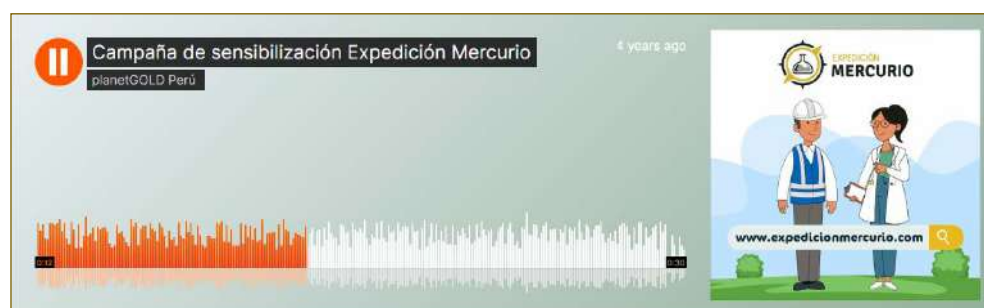 Campaña de sensibilización Expedición Mercurio
4 years ago
planetGOLD Perú
0:12
0:30
EXPEDICIÓN
MERCURIO
www.expedicionmercurio.com